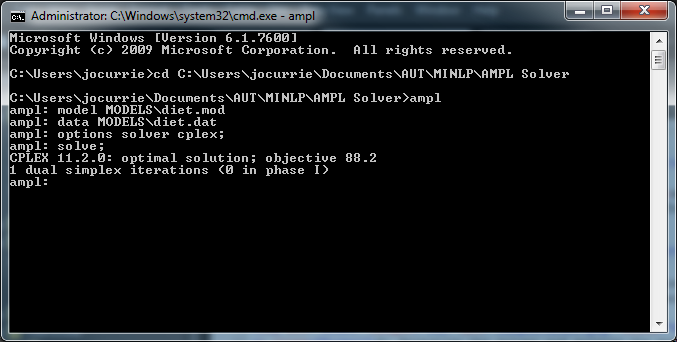 Administrator: C:\Windows\system32\cmd.exe - ampl
Microsoft Windows [Version 6.1.7600]
Copyright (c) 2009 Microsoft Corporation.  All rights reserved.
C:\Users\jocurrie>cd C:\Users\jocurrie\Documents\AUT\MINLP\AMPL Solver
C:\Users\jocurrie\Documents\AUT\MINLP\AMPL Solver>ampl
ampl: model MODELS\diet.mod
ampl: data MODELS\diet.dat
ampl: options solver cplex;
ampl: solve;
CPLEX 11.2.0: optimal solution; objective 88.2
1 dual simplex iterations (0 in phase I)
ampl: